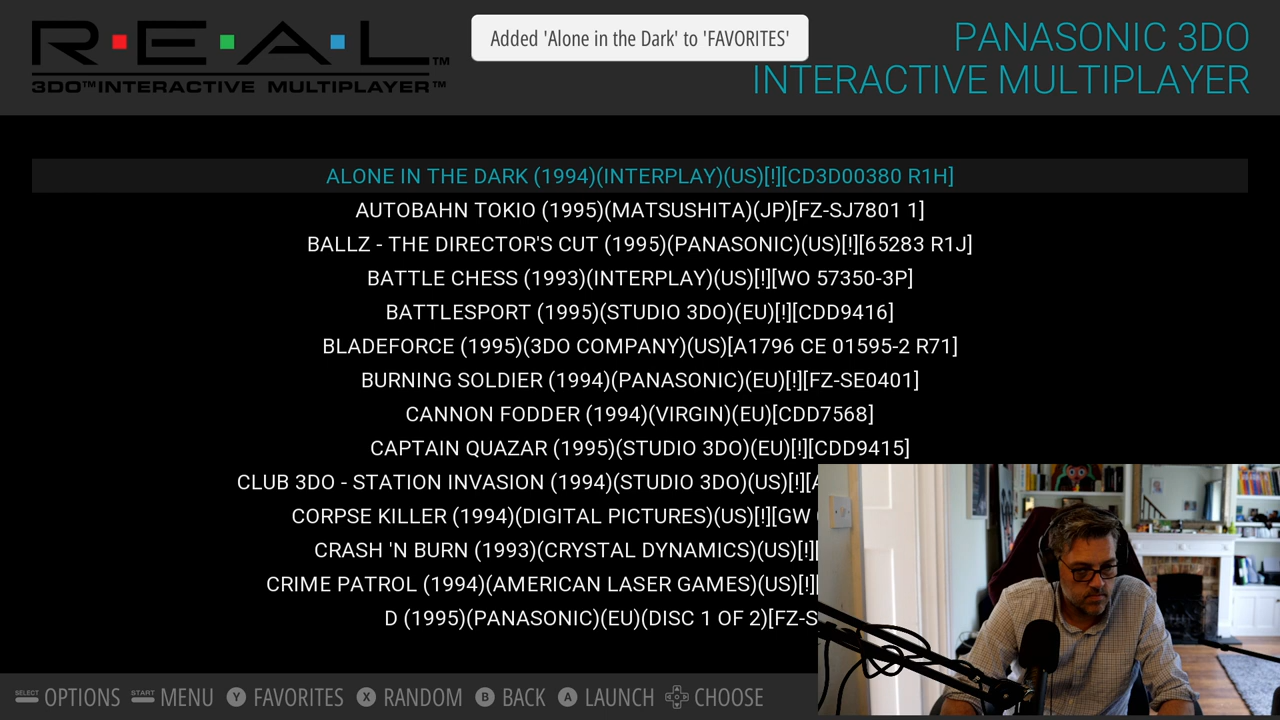 R·E·A·L™
3DO™INTERACTIVE MULTIPLAYER™
Added 'Alone in the Dark' to 'FAVORITES'
PANASONIC 3DO
INTERACTIVE MULTIPLAYER
ALONE IN THE DARK (1994)(INTERPLAY)(US)[!][CD3D00380 R1H]
AUTOBAHN TOKIO (1995)(MATSUSHITA)(JP)[FZ-SJ7801 1]
BALLZ - THE DIRECTOR'S CUT (1995)(PANASONIC)(US)[!][65283 R1J]
BATTLE CHESS (1993)(INTERPLAY)(US)[!][WO 57350-3P]
BATTLESPORT (1995)(STUDIO 3DO)(EU)[!][CDD9416]
BLADEFORCE (1995)(3DO COMPANY)(US)[A1796 CE 01595-2 R71]
BURNING SOLDIER (1994)(PANASONIC)(EU)[!][FZ-SE0401]
CANNON FODDER (1994)(VIRGIN)(EU)[CDD7568]
CAPTAIN QUAZAR (1995)(STUDIO 3DO)(EU)[!][CDD9415]
CLUB 3DO - STATION INVASION (1994)(STUDIO 3DO)(US)[!][
CORPSE KILLER (1994)(DIGITAL PICTURES)(US)[!][GW
CRASH 'N BURN (1993)(CRYSTAL DYNAMICS)(US)[!]
CRIME PATROL (1994)(AMERICAN LASER GAMES)(US)[!]
D (1995)(PANASONIC)(EU)(DISC 1 OF 2)[FZ-S
SELECT OPTIONS START MENU Y FAVORITES X RANDOM B BACK A LAUNCH CHOOSE